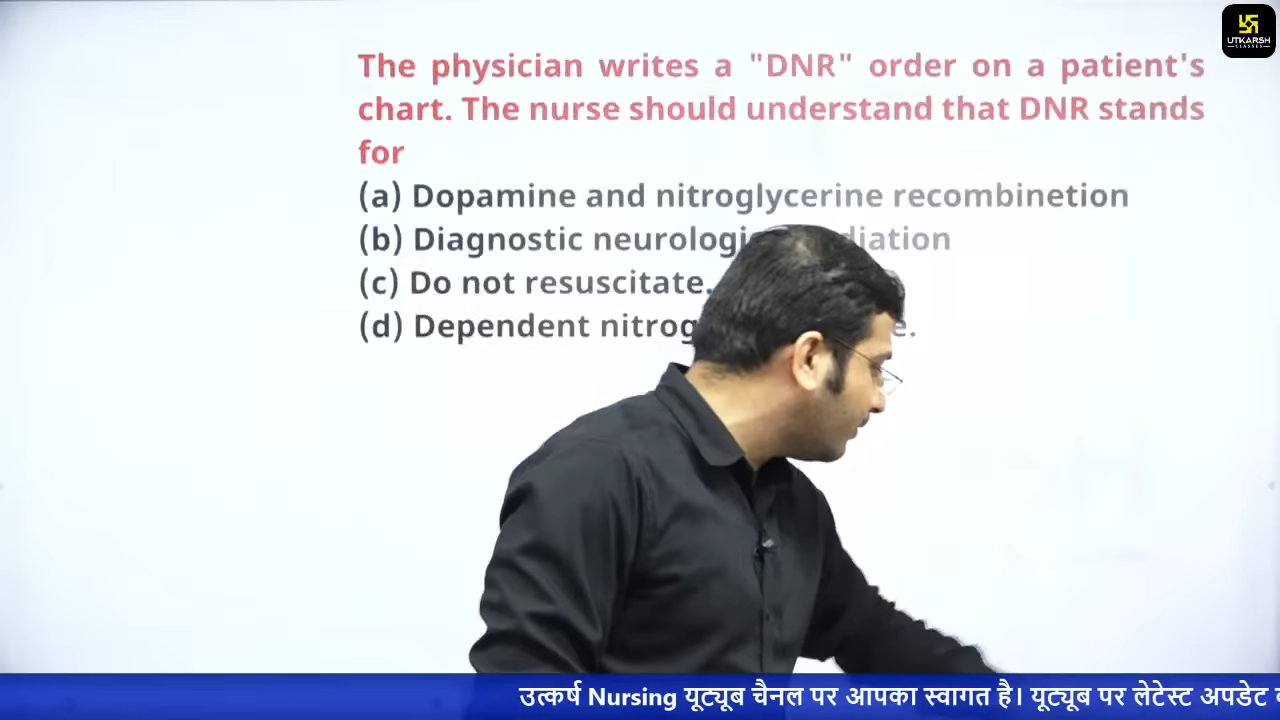 UTKARSH
CLASSES
The physician writes a "DNR" order on a patient's
chart. The nurse should understand that DNR stands
for
(a) Dopamine and nitroglycerine recombinetion
(b) Diagnostic
(c) Do not resuscitate.
(d) Dependent
उत्कर्ष Nursing यूट्यूब चैनल पर आपका स्वागत है। यूट्यूब पर लेटेस्ट अपडेट